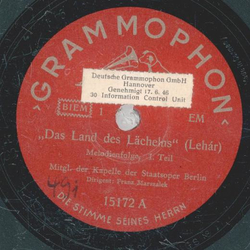 GRAMMOPHON
Deutsche Grammophon GmbH
Hannover
Genehmigt 17. 6. 46
30 Information Control Unit
BIEM
1
EM
„Das Land des Lächelns" (Lehár)
Melodienfolge, 1. Teil
Mitgl. der Kapelle der Staatsoper Berlin
Dirigent: Franz Marszalek
15172 A
DIE STIMME SEINES HERRN